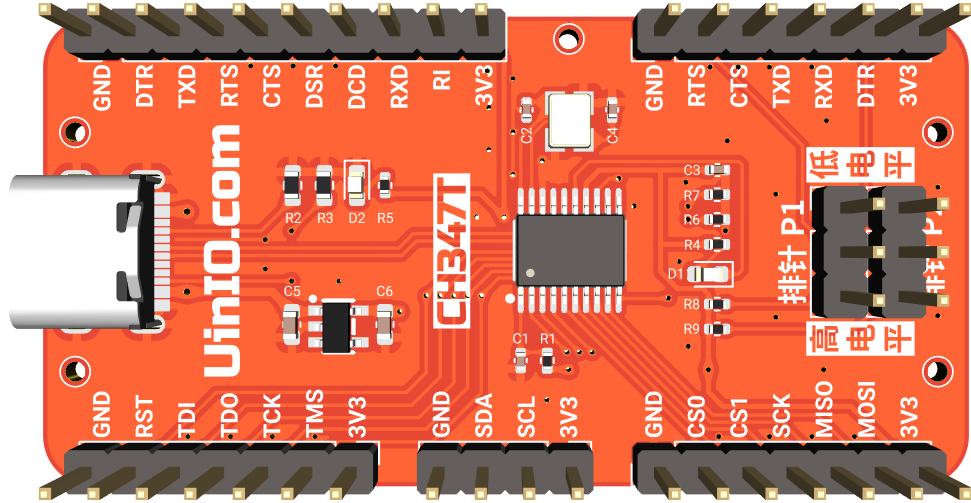 GND DTR TXD RTS CTS DSR DCD RXD RI 3V3
GND RTS CTS TXD RXD DTR 3V3
C2
C4
低电平
UinIO.com
R2
R3
D2
R5
CH347T
C3
R7
R6
R4
D1
R8
R9
排针 P1
排针 P1
C5
C6
C1
R1
高电平
GND RST TDI TDO TCK TMS 3V3
GND SDA SCL 3V3
GND CS0 CS1 SCK MISO MOSI 3V3